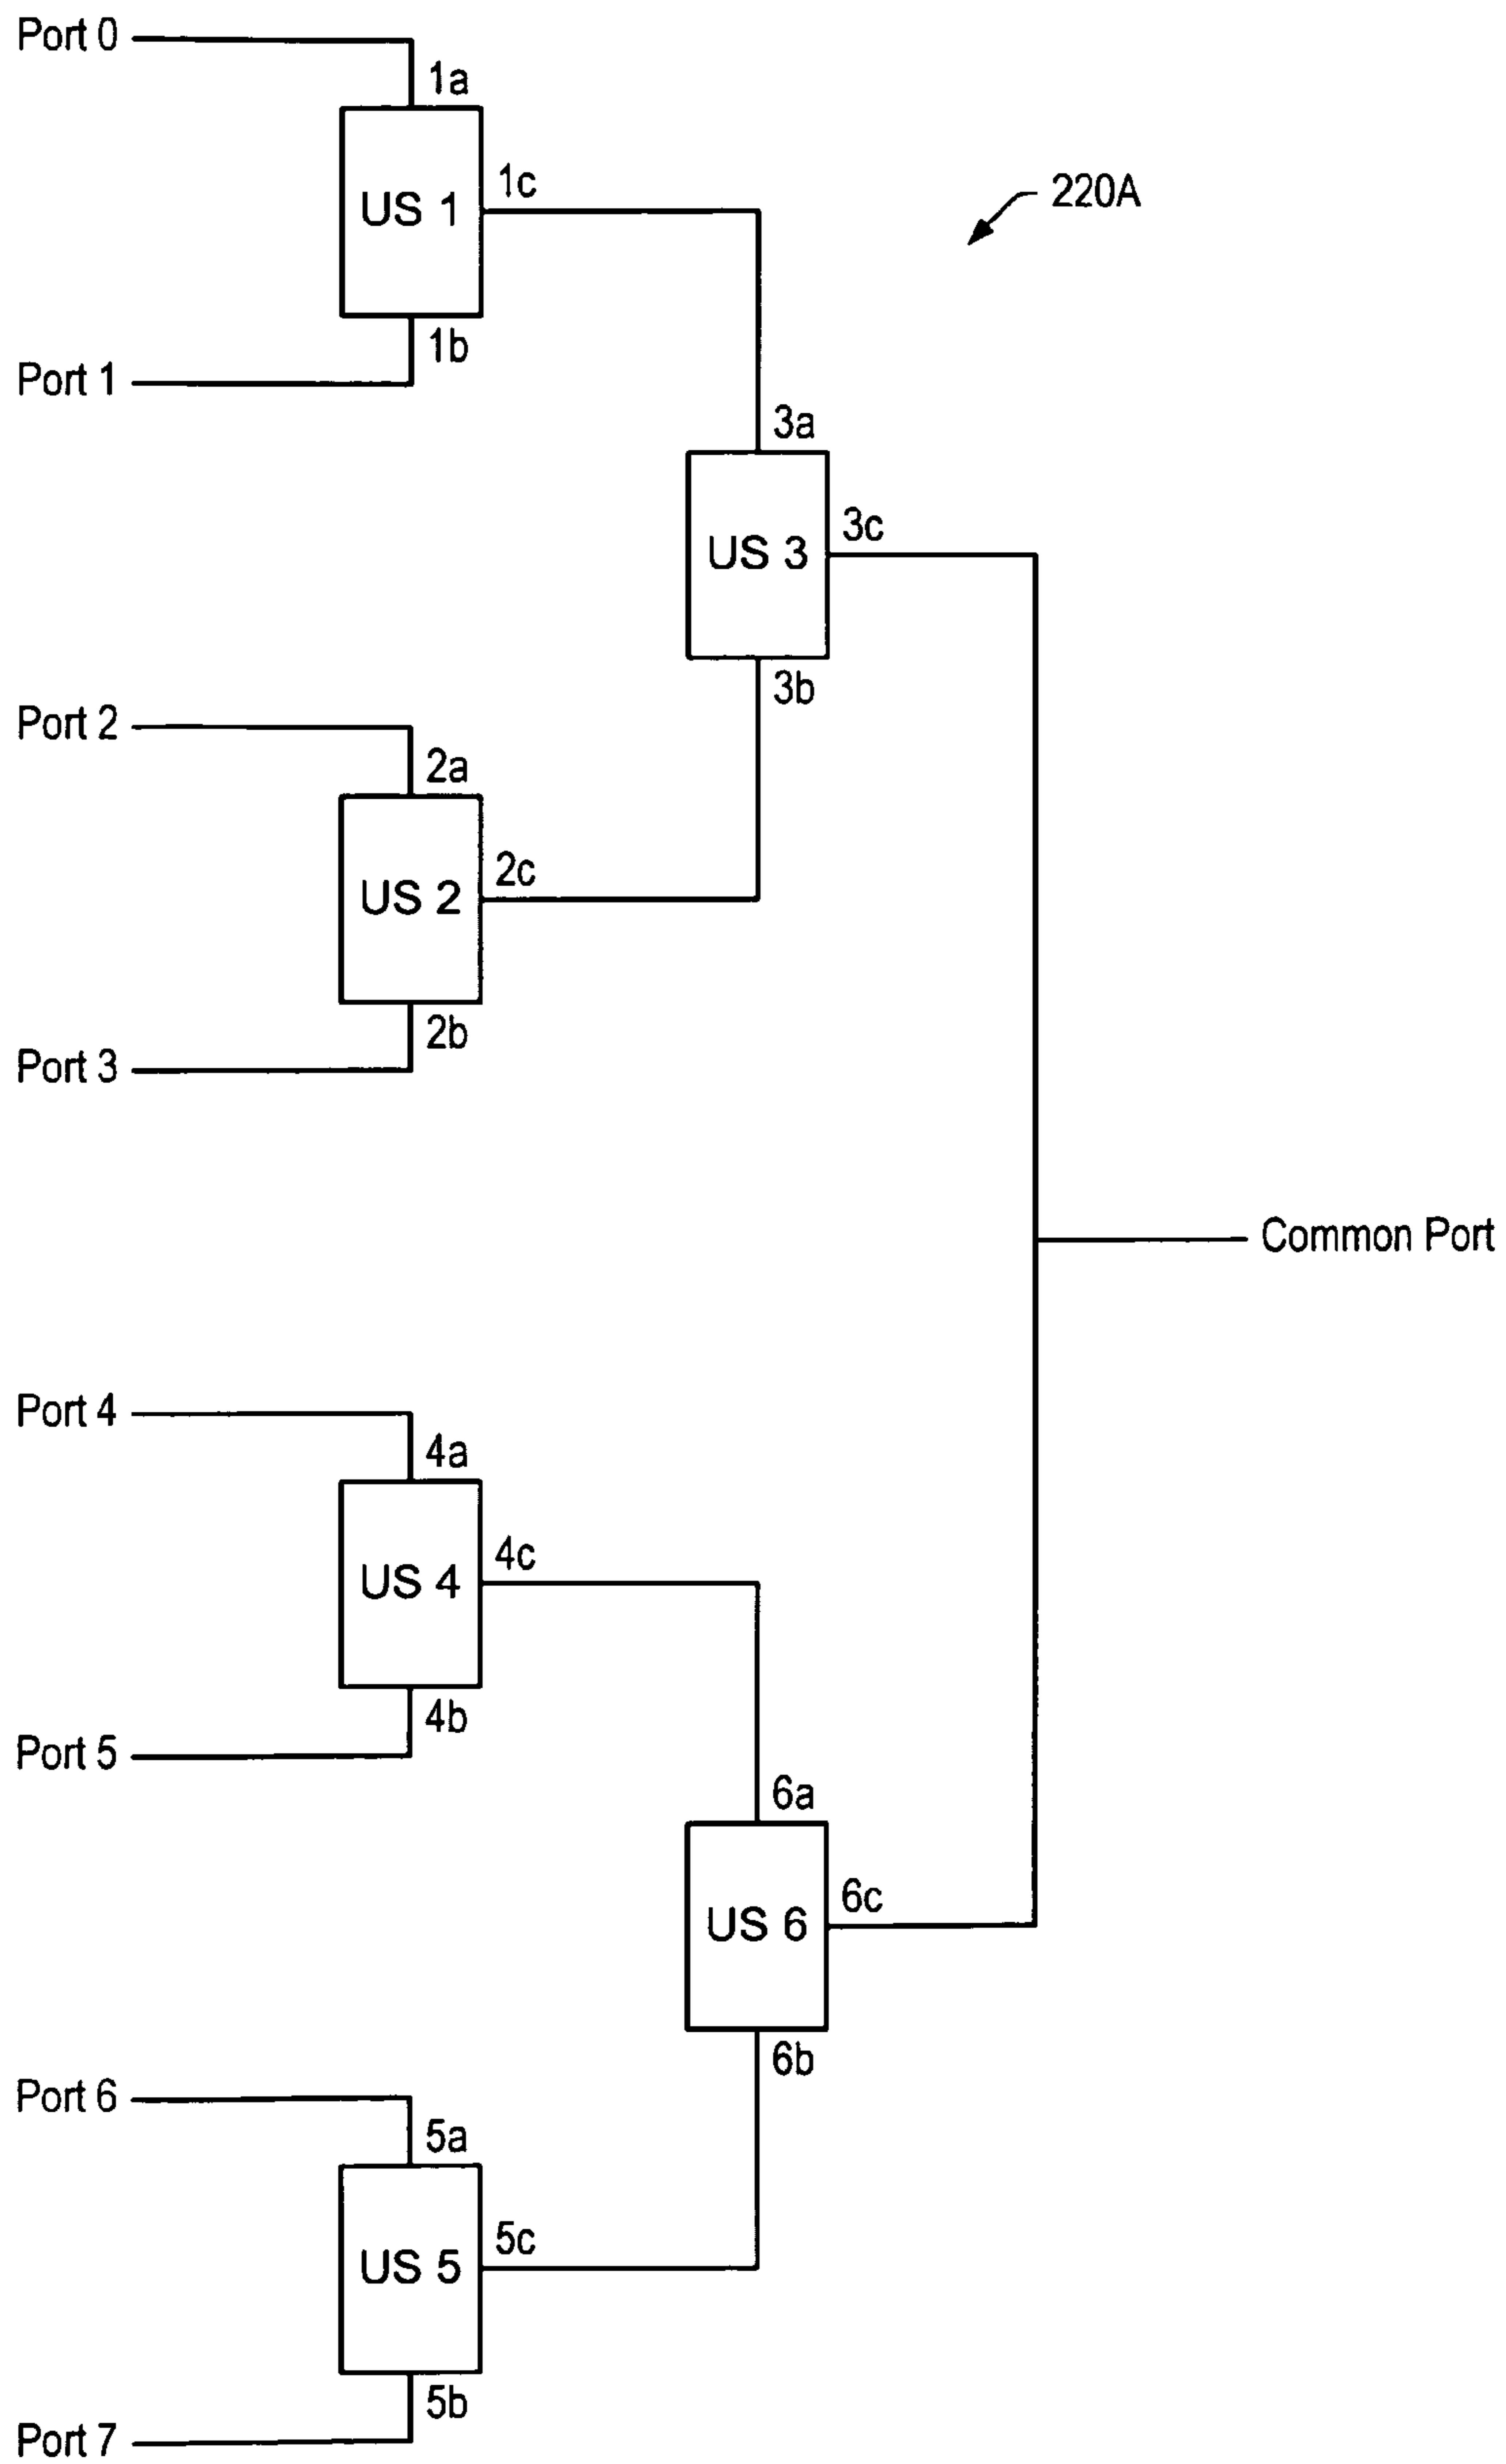 Port 0
1a
US 1
1c
220A
1b
Port 1
3a
US 3
3c
3b
Port 2
2a
US 2
2c
2b
Port 3
Common Port
Port 4
4a
US 4
4c
4b
Port 5
6a
US 6
6c
6b
Port 6
5a
US 5
5c
5b
Port 7